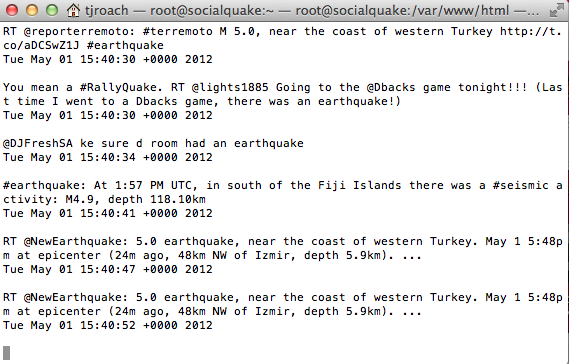 tjroach — root@socialquake:~ — root@socialquake:/var/www/html —...
RT @reporterremoto: #terremoto M 5.0, near the coast of western Turkey http://t.
co/aDCSwZ1J #earthquake
Tue May 01 15:40:30 +0000 2012
You mean a #RallyQuake. RT @lights1885 Going to the @Dbacks game tonight!!! (Las
t time I went to a Dbacks game, there was an earthquake!)
Tue May 01 15:40:30 +0000 2012
@DJFreshSA ke sure d room had an earthquake
Tue May 01 15:40:34 +0000 2012
#earthquake: At 1:57 PM UTC, in south of the Fiji Islands there was a #seismic a
ctivity: M4.9, depth 118.10km
Tue May 01 15:40:41 +0000 2012
RT @NewEarthquake: 5.0 earthquake, near the coast of western Turkey. May 1 5:48p
m at epicenter (24m ago, 48km NW of Izmir, depth 5.9km). ...
Tue May 01 15:40:47 +0000 2012
RT @NewEarthquake: 5.0 earthquake, near the coast of western Turkey. May 1 5:48p
m at epicenter (24m ago, 48km NW of Izmir, depth 5.9km). ...
Tue May 01 15:40:52 +0000 2012